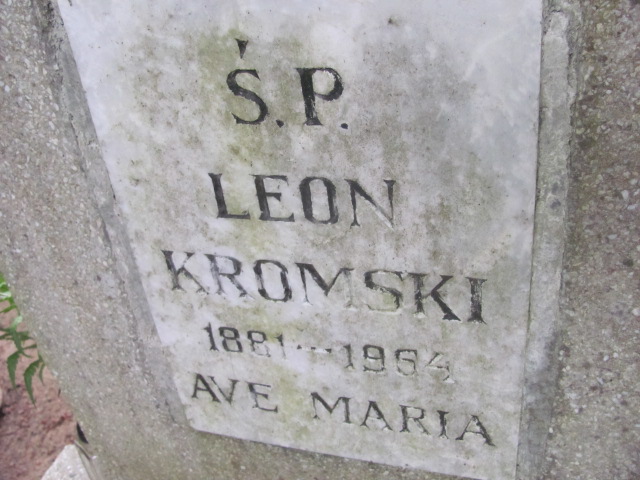 Ś.P.
LEON
KROMSKI
1881-1964
AVE MARIA